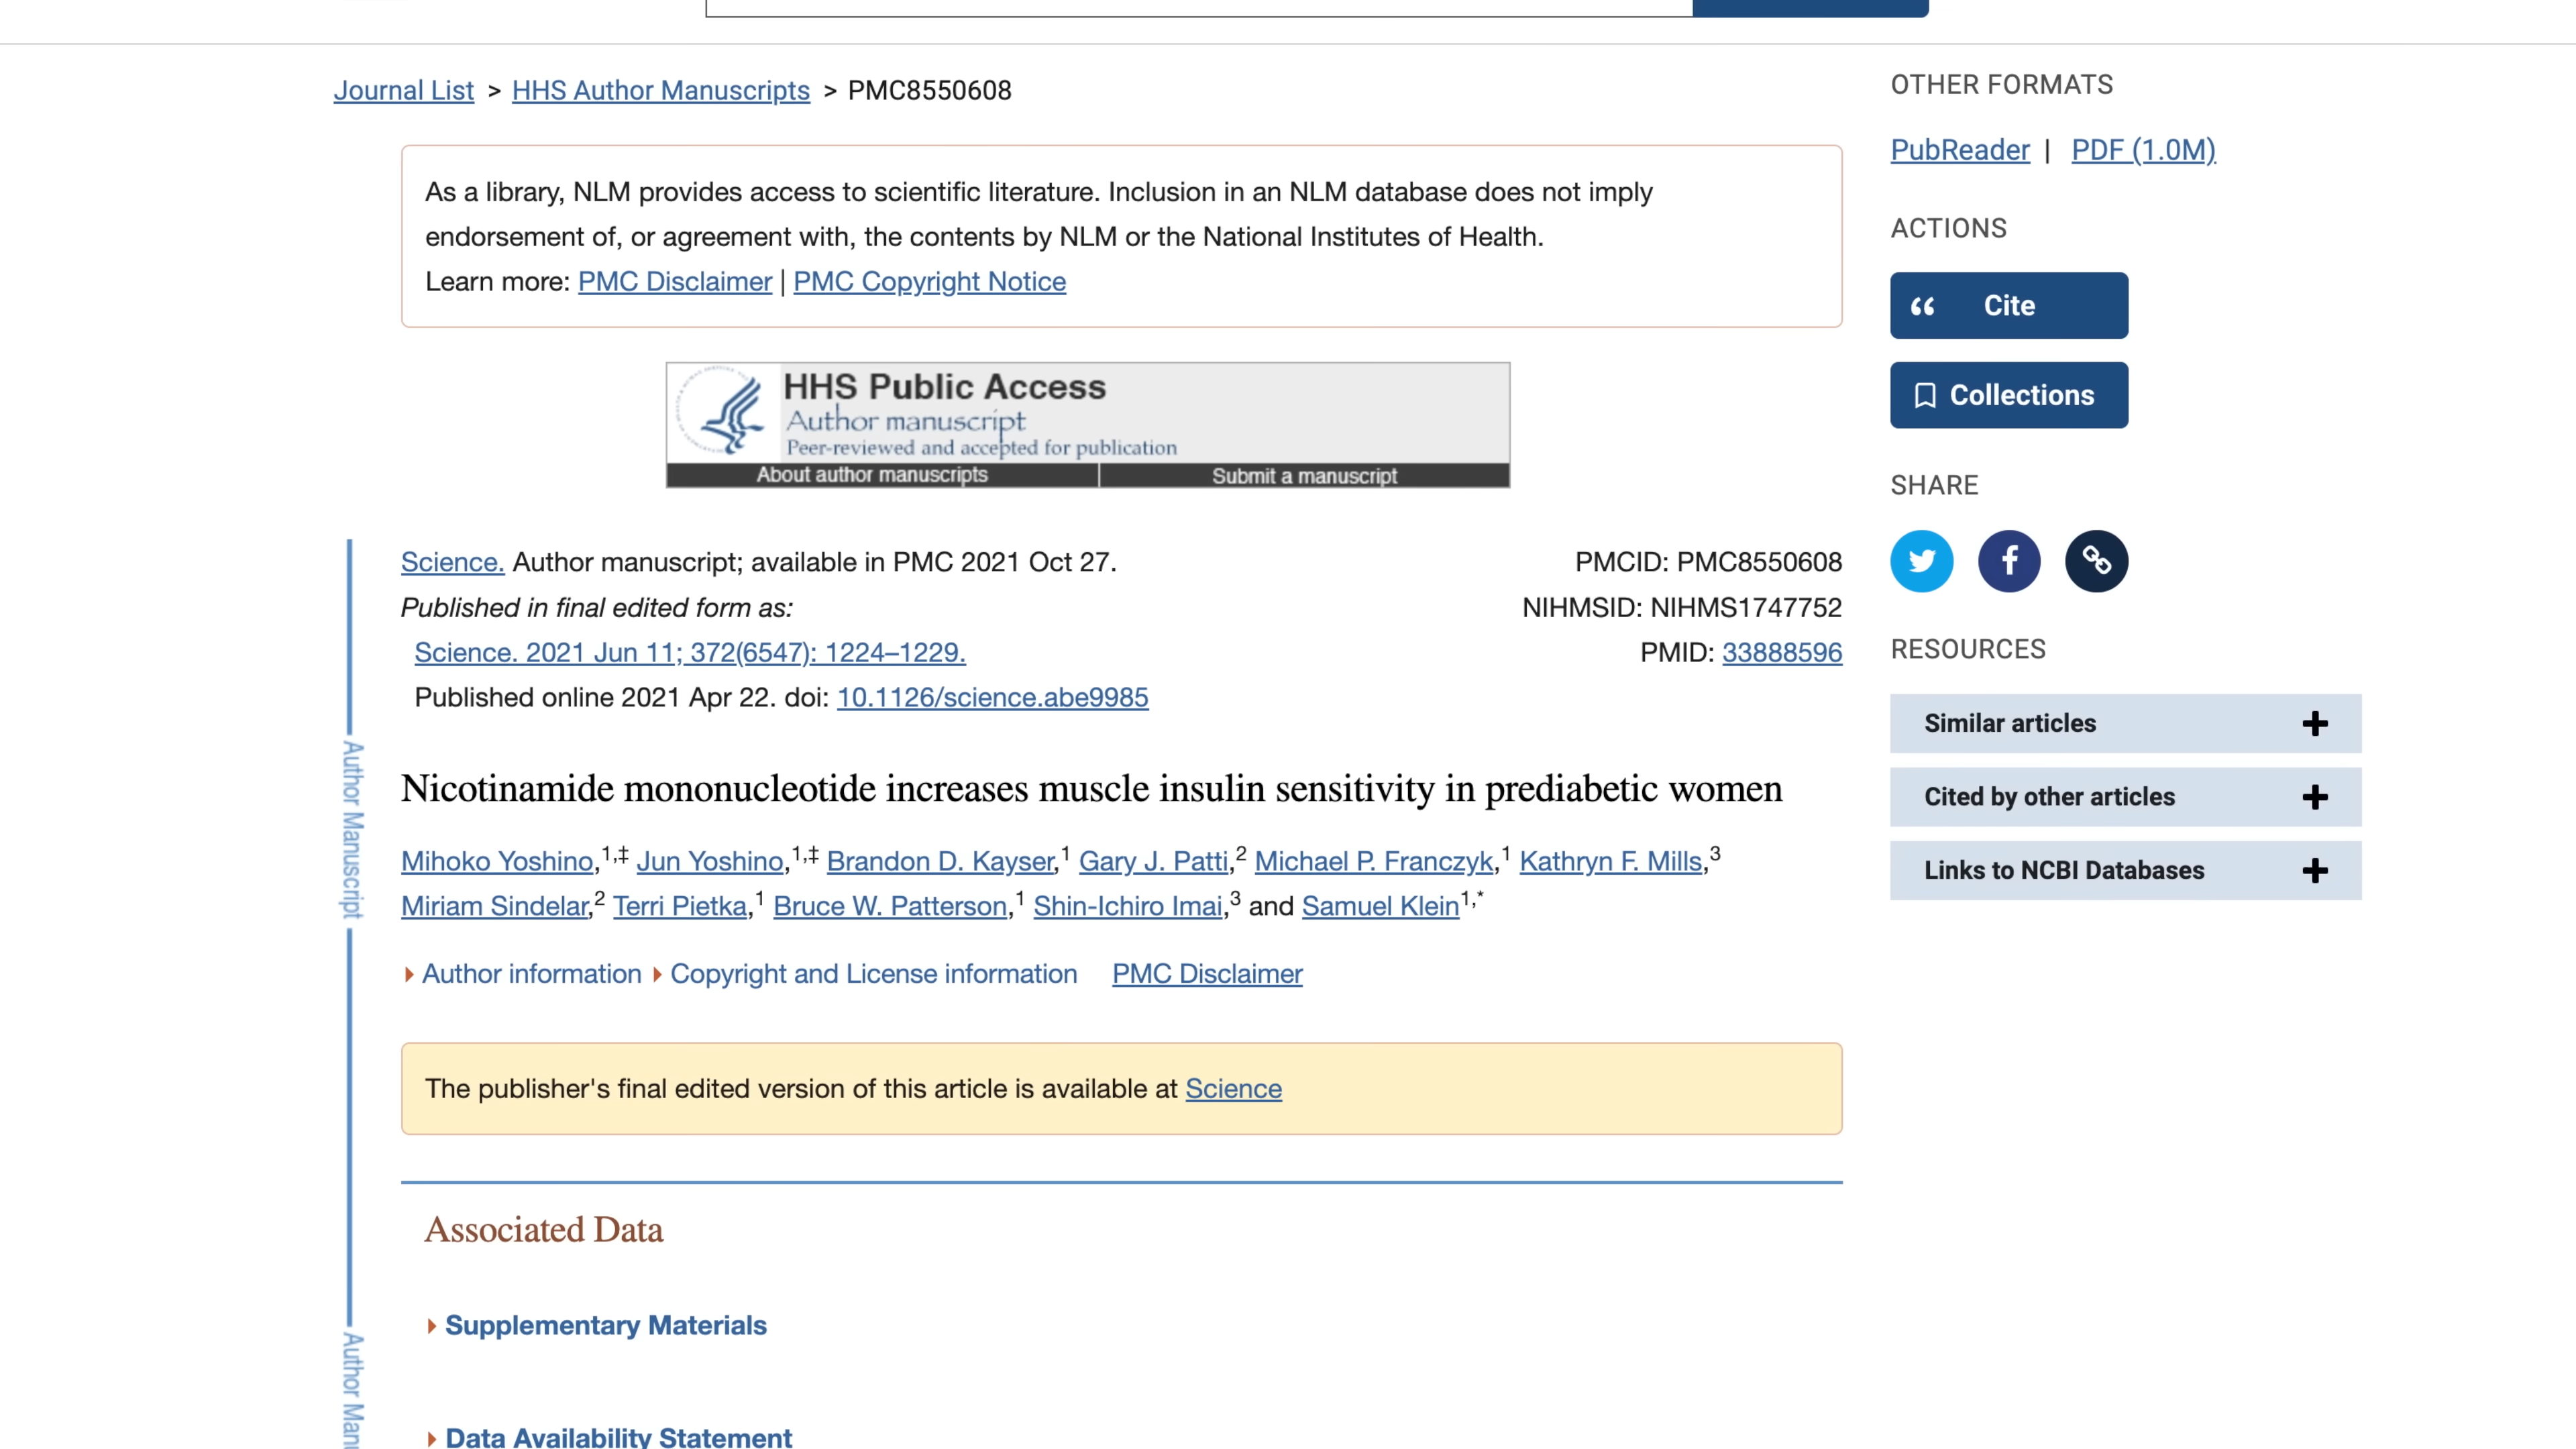 Journal List > HHS Author Manuscripts > PMC8550608
As a library, NLM provides access to scientific literature. Inclusion in an NLM database does not imply
endorsement of, or agreement with, the contents by NLM or the National Institutes of Health.
Learn more: PMC Disclaimer | PMC Copyright Notice
HHS Public Access
Author manuscript
Peer-reviewed and accepted for publication
About author manuscripts
Submit a manuscript
Science. Author manuscript; available in PMC 2021 Oct 27.
Published in final edited form as:
Science. 2021 Jun 11; 372(6547): 1224–1229.
Published online 2021 Apr 22. doi: 10.1126/science.abe9985
PMCID: PMC8550608
NIHMSID: NIHMS1747752
PMID: 33888596
Nicotinamide mononucleotide increases muscle insulin sensitivity in prediabetic women
Mihoko Yoshino,1,‡ Jun Yoshino,1,‡ Brandon D. Kayser,1 Gary J. Patti,2 Michael P. Franczyk,1 Kathryn F. Mills,3
Miriam Sindelar,2 Terri Pietka,1 Bruce W. Patterson,1 Shin-Ichiro Imai,3 and Samuel Klein1,*
Author information Copyright and License information PMC Disclaimer
The publisher's final edited version of this article is available at Science
Associated Data
Supplementary Materials
Data Availability Statement
Author Manuscript
Author Manu
OTHER FORMATS
PubReader | PDF (1.0M)
ACTIONS
Cite
Collections
SHARE
RESOURCES
Similar articles
Cited by other articles
Links to NCBI Databases